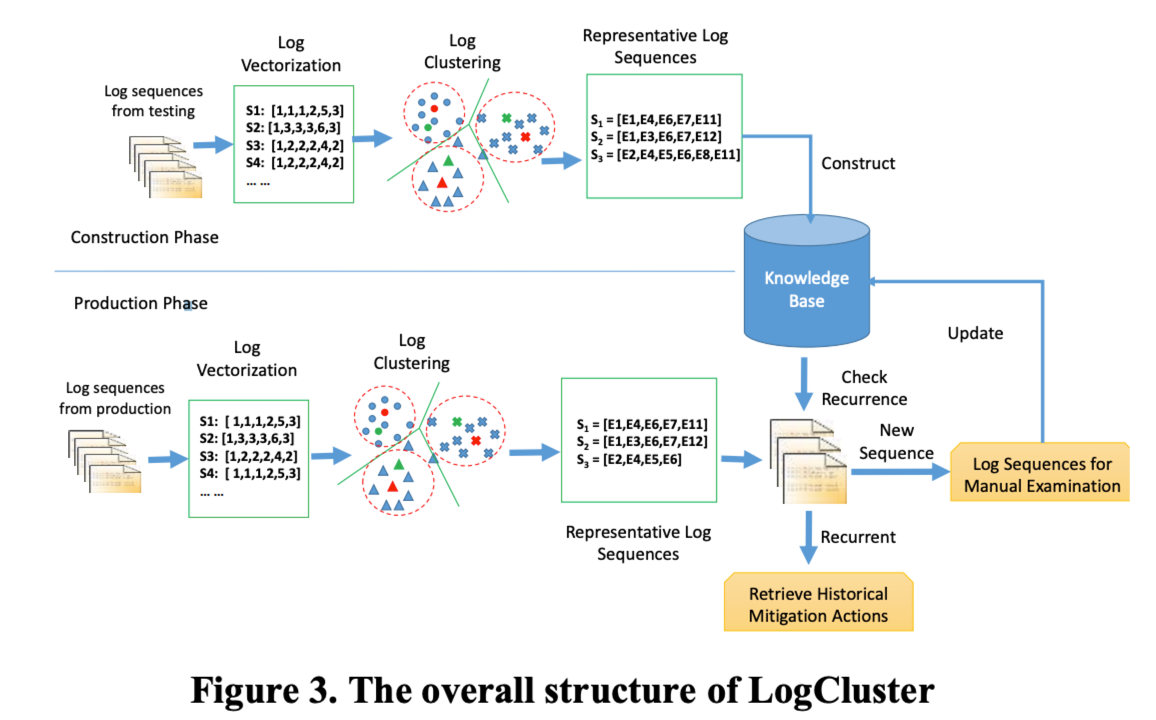 Log
Vectorization
Log
Clustering
Representative Log
Sequences
Log sequences
from testing
S1: [1,1,1,2,5,3]
S2: [1,3,3,3,6,3]
S3: [1,2,2,2,4,2]
S4: [1,2,2,2,4,2]
... ...
S1 = [E1,E4,E6,E7,E11]
S2 = [E1,E3,E6,E7,E12]
S3 = [E2,E4,E5,E6,E8,E11]
Construct
Construction Phase
Knowledge
Base
Production Phase
Update
Log
Vectorization
Log
Clustering
Log sequences
from production
S1: [ 1,1,1,2,5,3]
S2: [1,3,3,3,6,3]
S3: [1,2,2,2,4,2]
S4: [ 1,1,1,2,5,3]
... ...
S1 = [E1,E4,E6,E7,E11]
S2 = [E1,E3,E6,E7,E12]
S3 = [E2,E4,E5,E6]
Representative Log
Sequences
Check
Recurrence
New
Sequence
Log Sequences for
Manual Examination
Recurrent
Retrieve Historical
Mitigation Actions
Figure 3. The overall structure of LogCluster